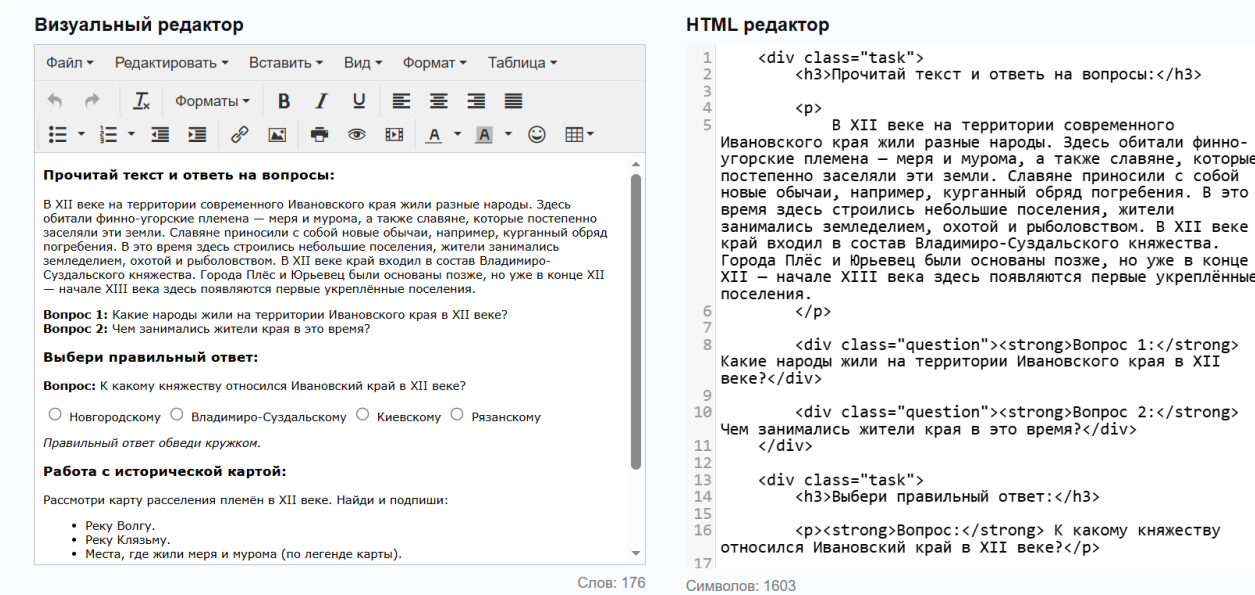 Визуальный редактор
Файл Редактировать Вставить Вид Формат Таблица
Форматы
Прочитай текст и ответь на вопросы:
В XII веке на территории современного Ивановского края жили разные народы. Здесь
обитали финно-угорские племена — меря и мурома, а также славяне, которые постепенно
заселяли эти земли. Славяне приносили с собой новые обычаи, например, курганный обряд
погребения. В это время здесь строились небольшие поселения, жители занимались
земледелием, охотой и рыболовством. В XII веке край входил в состав Владимиро-
Суздальского княжества. Города Плёс и Юрьевец были основаны позже, но уже в конце XII
— начале XIII века здесь появляются первые укреплённые поселения.
Вопрос 1: Какие народы жили на территории Ивановского края в XII веке?
Вопрос 2: Чем занимались жители края в это время?
Выбери правильный ответ:
Вопрос: К какому княжеству относился Ивановский край в XII веке?
Новгородскому Владимиро-Суздальскому Киевскому Рязанскому
Правильный ответ обведи кружком.
Работа с исторической картой:
Рассмотри карту расселения племён в XII веке. Найди и подпиши:
• Реку Волгу.
• Реку Клязьму.
• Места, где жили меря и мурома (по легенде карты).
Слов: 176
HTML редактор
1 <div class="task">
2 <h3>Прочитай текст и ответь на вопросы:</h3>
3
4 <p>
5 В XII веке на территории современного
Ивановского края жили разные народы. Здесь обитали финно-
угорские племена — меря и мурома, а также славяне, которые
постепенно заселяли эти земли. Славяне приносили с собой
новые обычаи, например, курганный обряд погребения. В это
время здесь строились небольшие поселения, жители
занимались земледелием, охотой и рыболовством. В XII веке
край входил в состав Владимиро-Суздальского княжества.
Города Плёс и Юрьевец были основаны позже, но уже в конце
XII — начале XIII века здесь появляются первые укреплённые
поселения.
6 </p>
7
8 <div class="question"><strong>Вопрос 1:</strong>
Какие народы жили на территории Ивановского края в XII
веке?</div>
9
10 <div class="question"><strong>Вопрос 2:</strong>
Чем занимались жители края в это время?</div>
11 </div>
12
13 <div class="task">
14 <h3>Выбери правильный ответ:</h3>
15
16 <p><strong>Вопрос:</strong> К какому княжеству
относился Ивановский край в XII веке?</p>
17
Символов: 1603